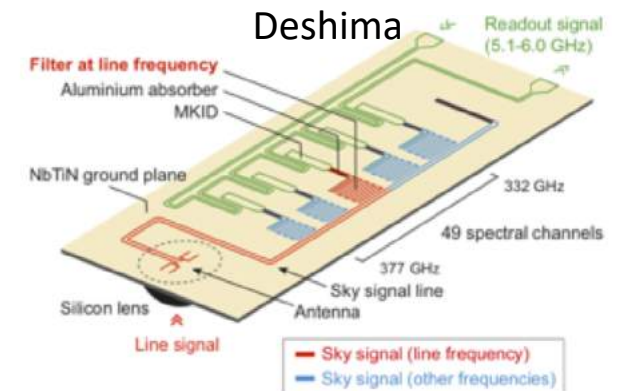 Deshima
Readout signal
(5.1-6.0 GHz)
Filter at line frequency
Aluminium absorber
MKID
NbTiN ground plane
332 GHz
49 spectral channels
377 GHz
Sky signal line
Antenna
Silicon lens
Line signal
Sky signal (line frequency)
Sky signal (other frequencies)